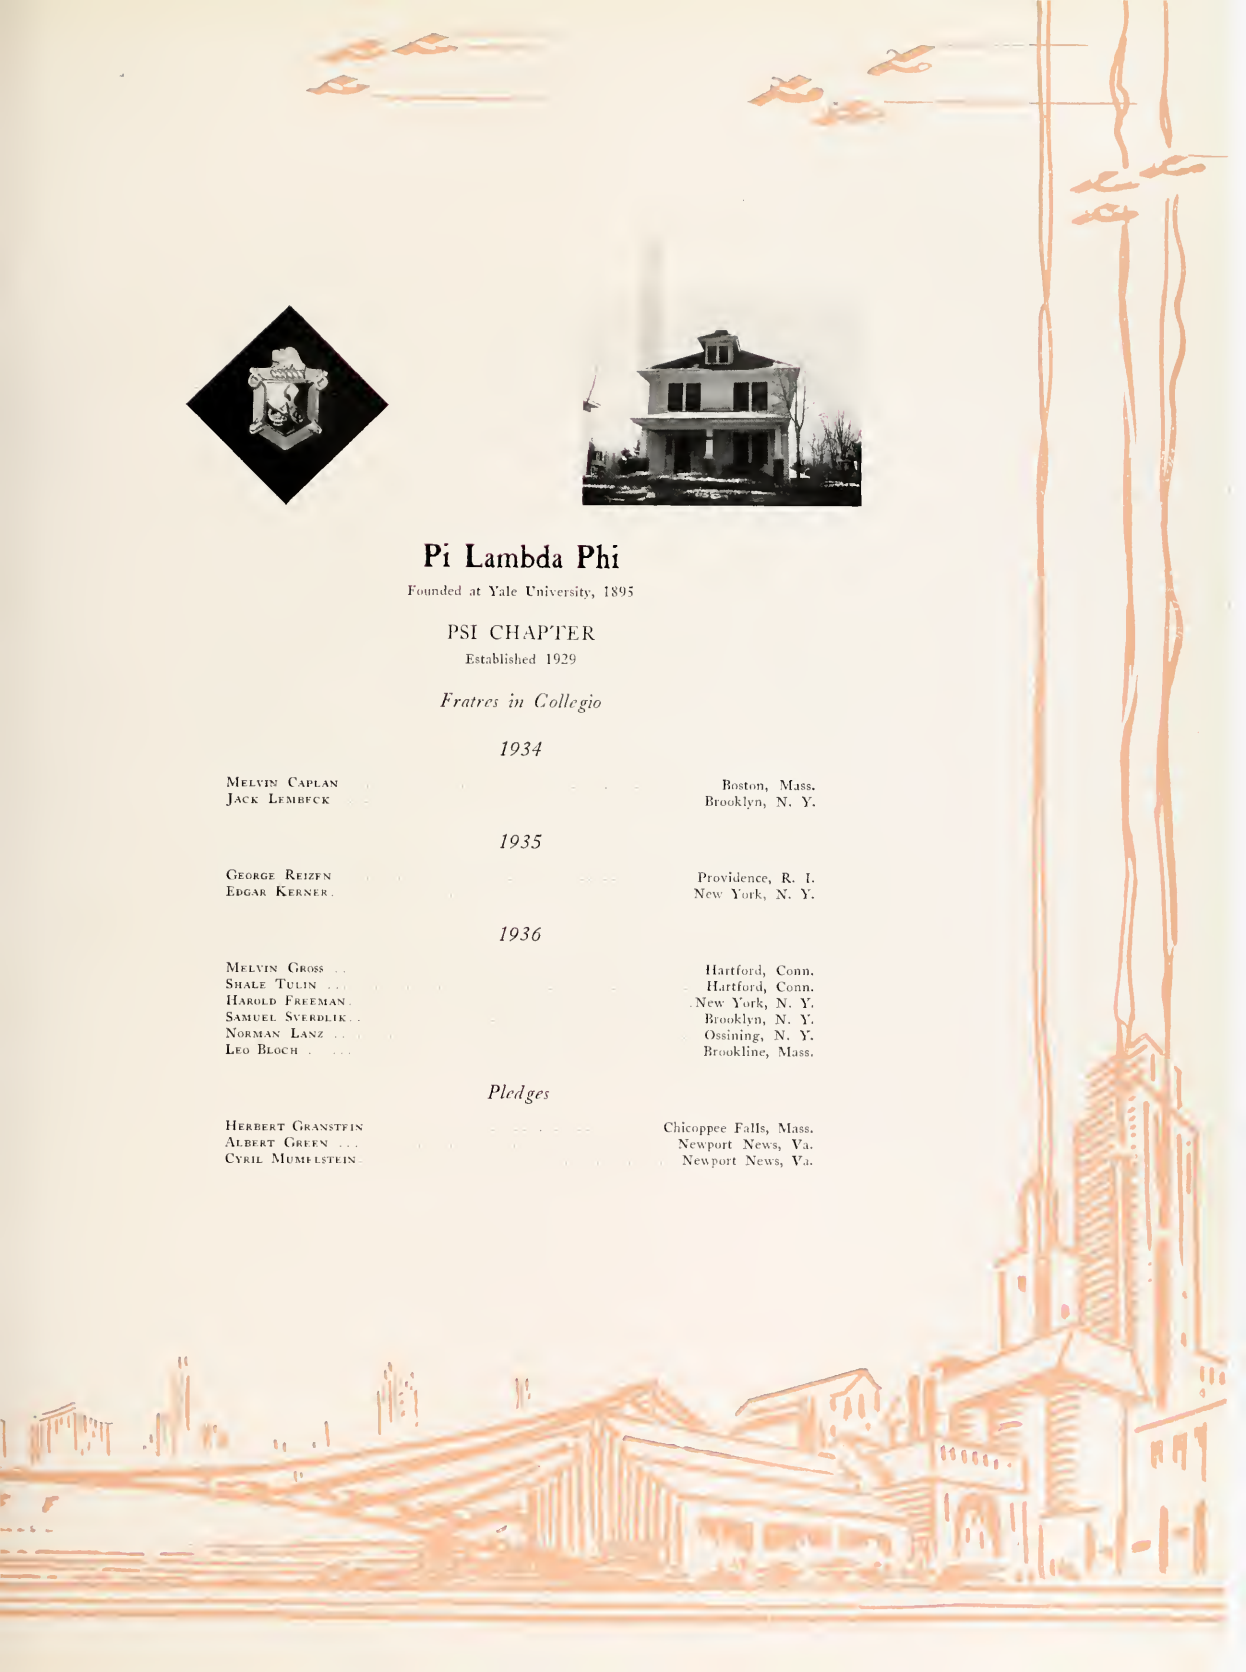 Pi Lambda Phi
Founded at Yale University, 1895
PSI CHAPTER
Established 1929
Fratres in Collegio
1934
MELVIN CAPLAN Boston, Mass.
JACK LEMBECK Brooklyn, N. Y.
1935
GEORGE REIZEN Providence, R. I.
EDGAR KERNER New York, N. Y.
1936
MELVIN GROSS Hartford, Conn.
SHALE TULIN Hartford, Conn.
HAROLD FREEMAN New York, N. Y.
SAMUEL SVERDLIK Brooklyn, N. Y.
NORMAN LANZ Ossining, N. Y.
LEO BLOCH Brookline, Mass.
Pledges
HERBERT GRANSTEIN Chicoppee Falls, Mass.
ALBERT GREEN Newport News, Va.
CYRIL MUMELSTEIN Newport News, Va.